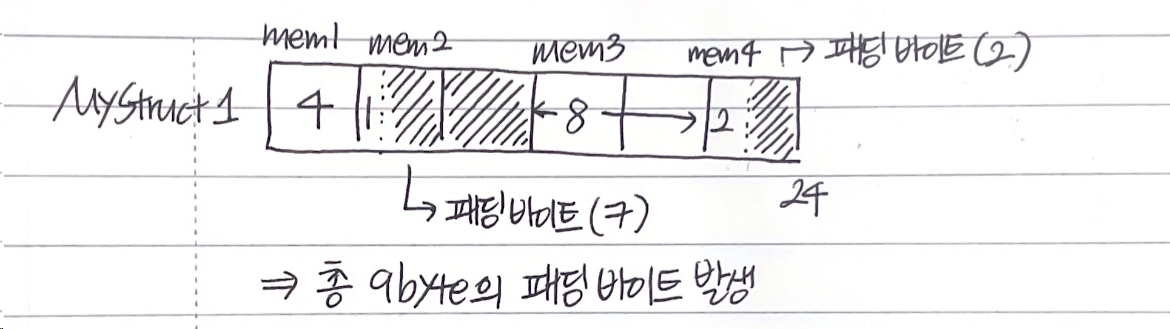 mem1 mem2 mem3 mem4 → 패딩 바이트(2)
MyStruct1 4 1 8 2
→ 패딩바이트(7) 24
⇒ 총 9byte의 패딩 바이트 발생